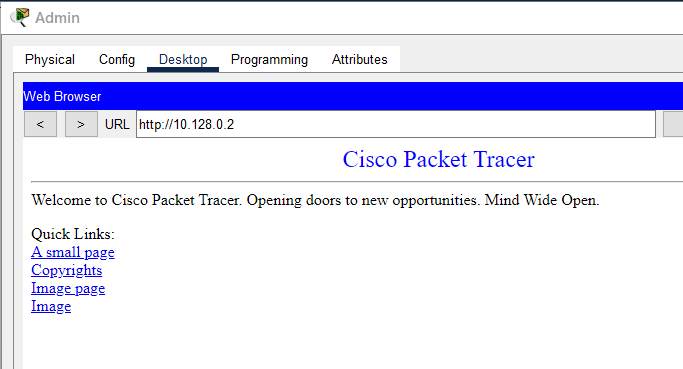 Admin
Physical Config Desktop Programming Attributes
Web Browser
< > URL http://10.128.0.2
Cisco Packet Tracer
Welcome to Cisco Packet Tracer. Opening doors to new opportunities. Mind Wide Open.
Quick Links:
A small page
Copyrights
Image page
Image